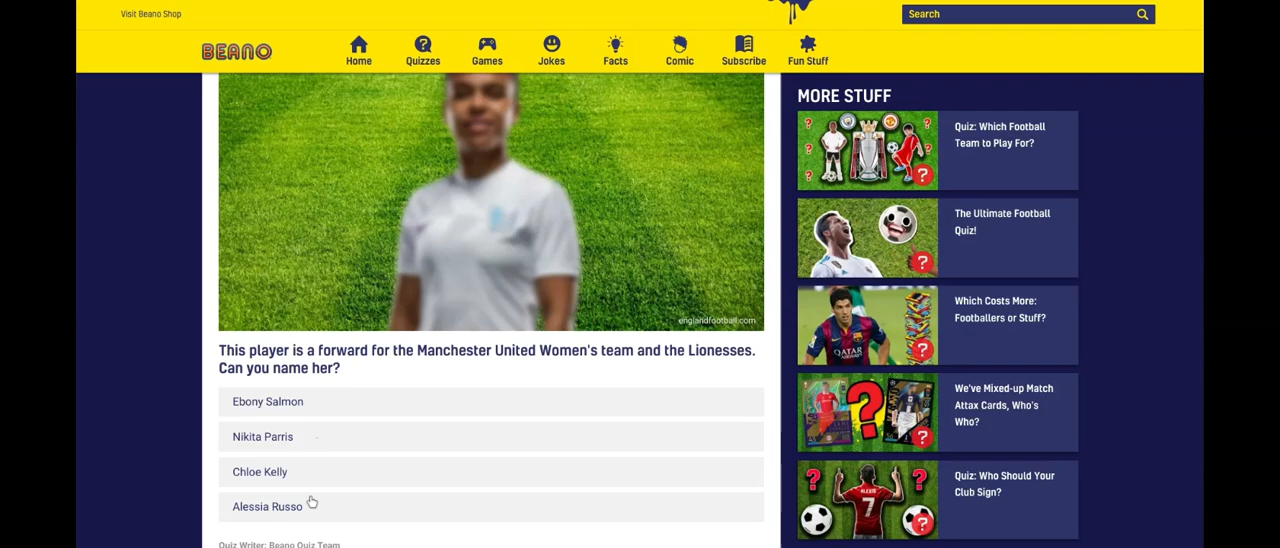 Visit Beano Shop
Search
BEANO
Home
Quizzes
Games
Jokes
Facts
Comic
Subscribe
Fun Stuff
MORE STUFF
englandfootball.com
This player is a forward for the Manchester United Women's team and the Lionesses.
Can you name her?
Ebony Salmon
Nikita Parris
Chloe Kelly
Alessia Russo
Quiz Writer: Beano Quiz Team
Quiz: Which Football
Team to Play For?
The Ultimate Football
Quiz!
Which Costs More:
Footballers or Stuff?
QATAR
We've Mixed-up Match
Attax Cards, Who's
Who?
Quiz: Who Should Your
Club Sign?
ALEXIS
7